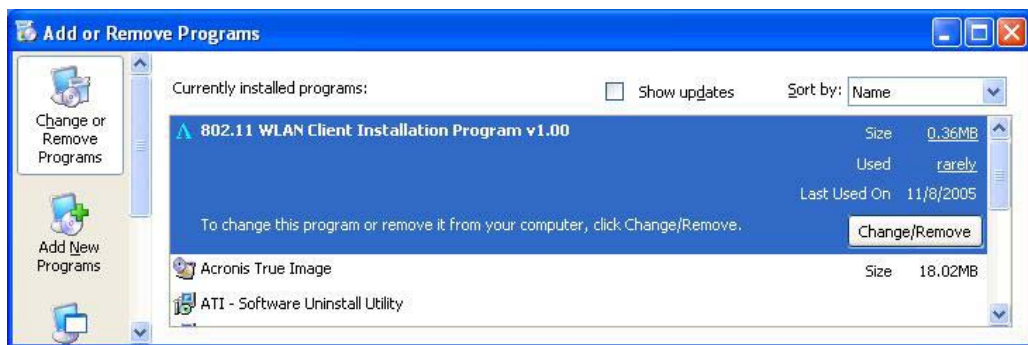 Add or Remove Programs
Change or
Remove
Programs
Add New
Programs
Currently installed programs:
Show updates
Sort by: Name
802.11 WLAN Client Installation Program v1.00
Size 0.36MB
Used rarely
Last Used On 11/8/2005
To change this program or remove it from your computer, click Change/Remove.
Change/Remove
Acronis True Image
Size 18.02MB
ATI - Software Uninstall Utility